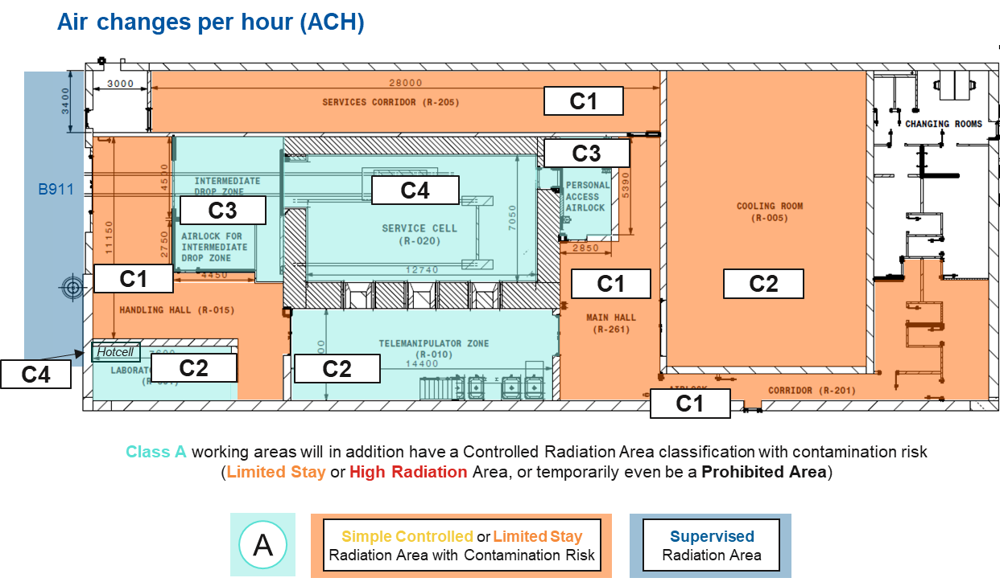 Air changes per hour (ACH)
3000
28000
3400
SERVICES CORRIDOR (R-205)
C1
CHANGING ROOMS
C3
4500
INTERMEDIATE
DROP ZONE
C4
5390
PERSONAL
ACCESS
AIRLOCK
B911
C3
7050
COOLING ROOM
(R-005)
SERVICE CELL
(R-020)
11150
2750
AIRLOCK FOR
INTERMEDIATE
DROP ZONE
2850
12740
C1
4450
C1
C2
HANDLING HALL (R-015)
MAIN HALL
(R-261)
Hotcell
TELEMANIPULATOR ZONE
(R-010)
14400
C4
C2
C2
CORRIDOR (R-201)
C1
Class A working areas will in addition have a Controlled Radiation Area classification with contamination risk
(Limited Stay or High Radiation Area, or temporarily even be a Prohibited Area)
A
Simple Controlled or Limited Stay
Radiation Area with Contamination Risk
Supervised
Radiation Area